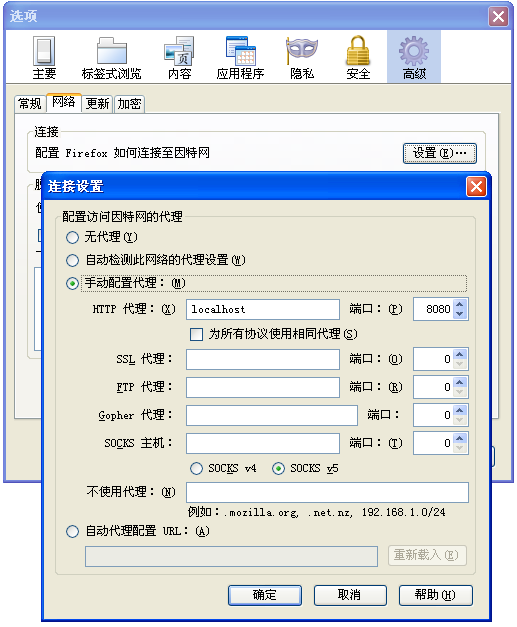 选项
主要 标签式浏览 内容 应用程序 隐私 安全 高级
常规 网络 更新 加密
连接
配置 Firefox 如何连接至因特网 设置(E)…
连接设置
配置访问因特网的代理
无代理(Y)
自动检测此网络的代理设置(W)
手动配置代理：(M)
HTTP 代理：(X) localhost 端口：(P) 8080
为所有协议使用相同代理(S)
SSL 代理： 端口：(O) 0
FTP 代理： 端口：(R) 0
Gopher 代理： 端口： 0
SOCKS 主机： 端口：(T) 0
SOCKS v4 SOCKS v5
不使用代理：(N)
例如：.mozilla.org, .net.nz, 192.168.1.0/24
自动代理配置 URL：(A)
重新载入(E)
确定 取消 帮助(H)